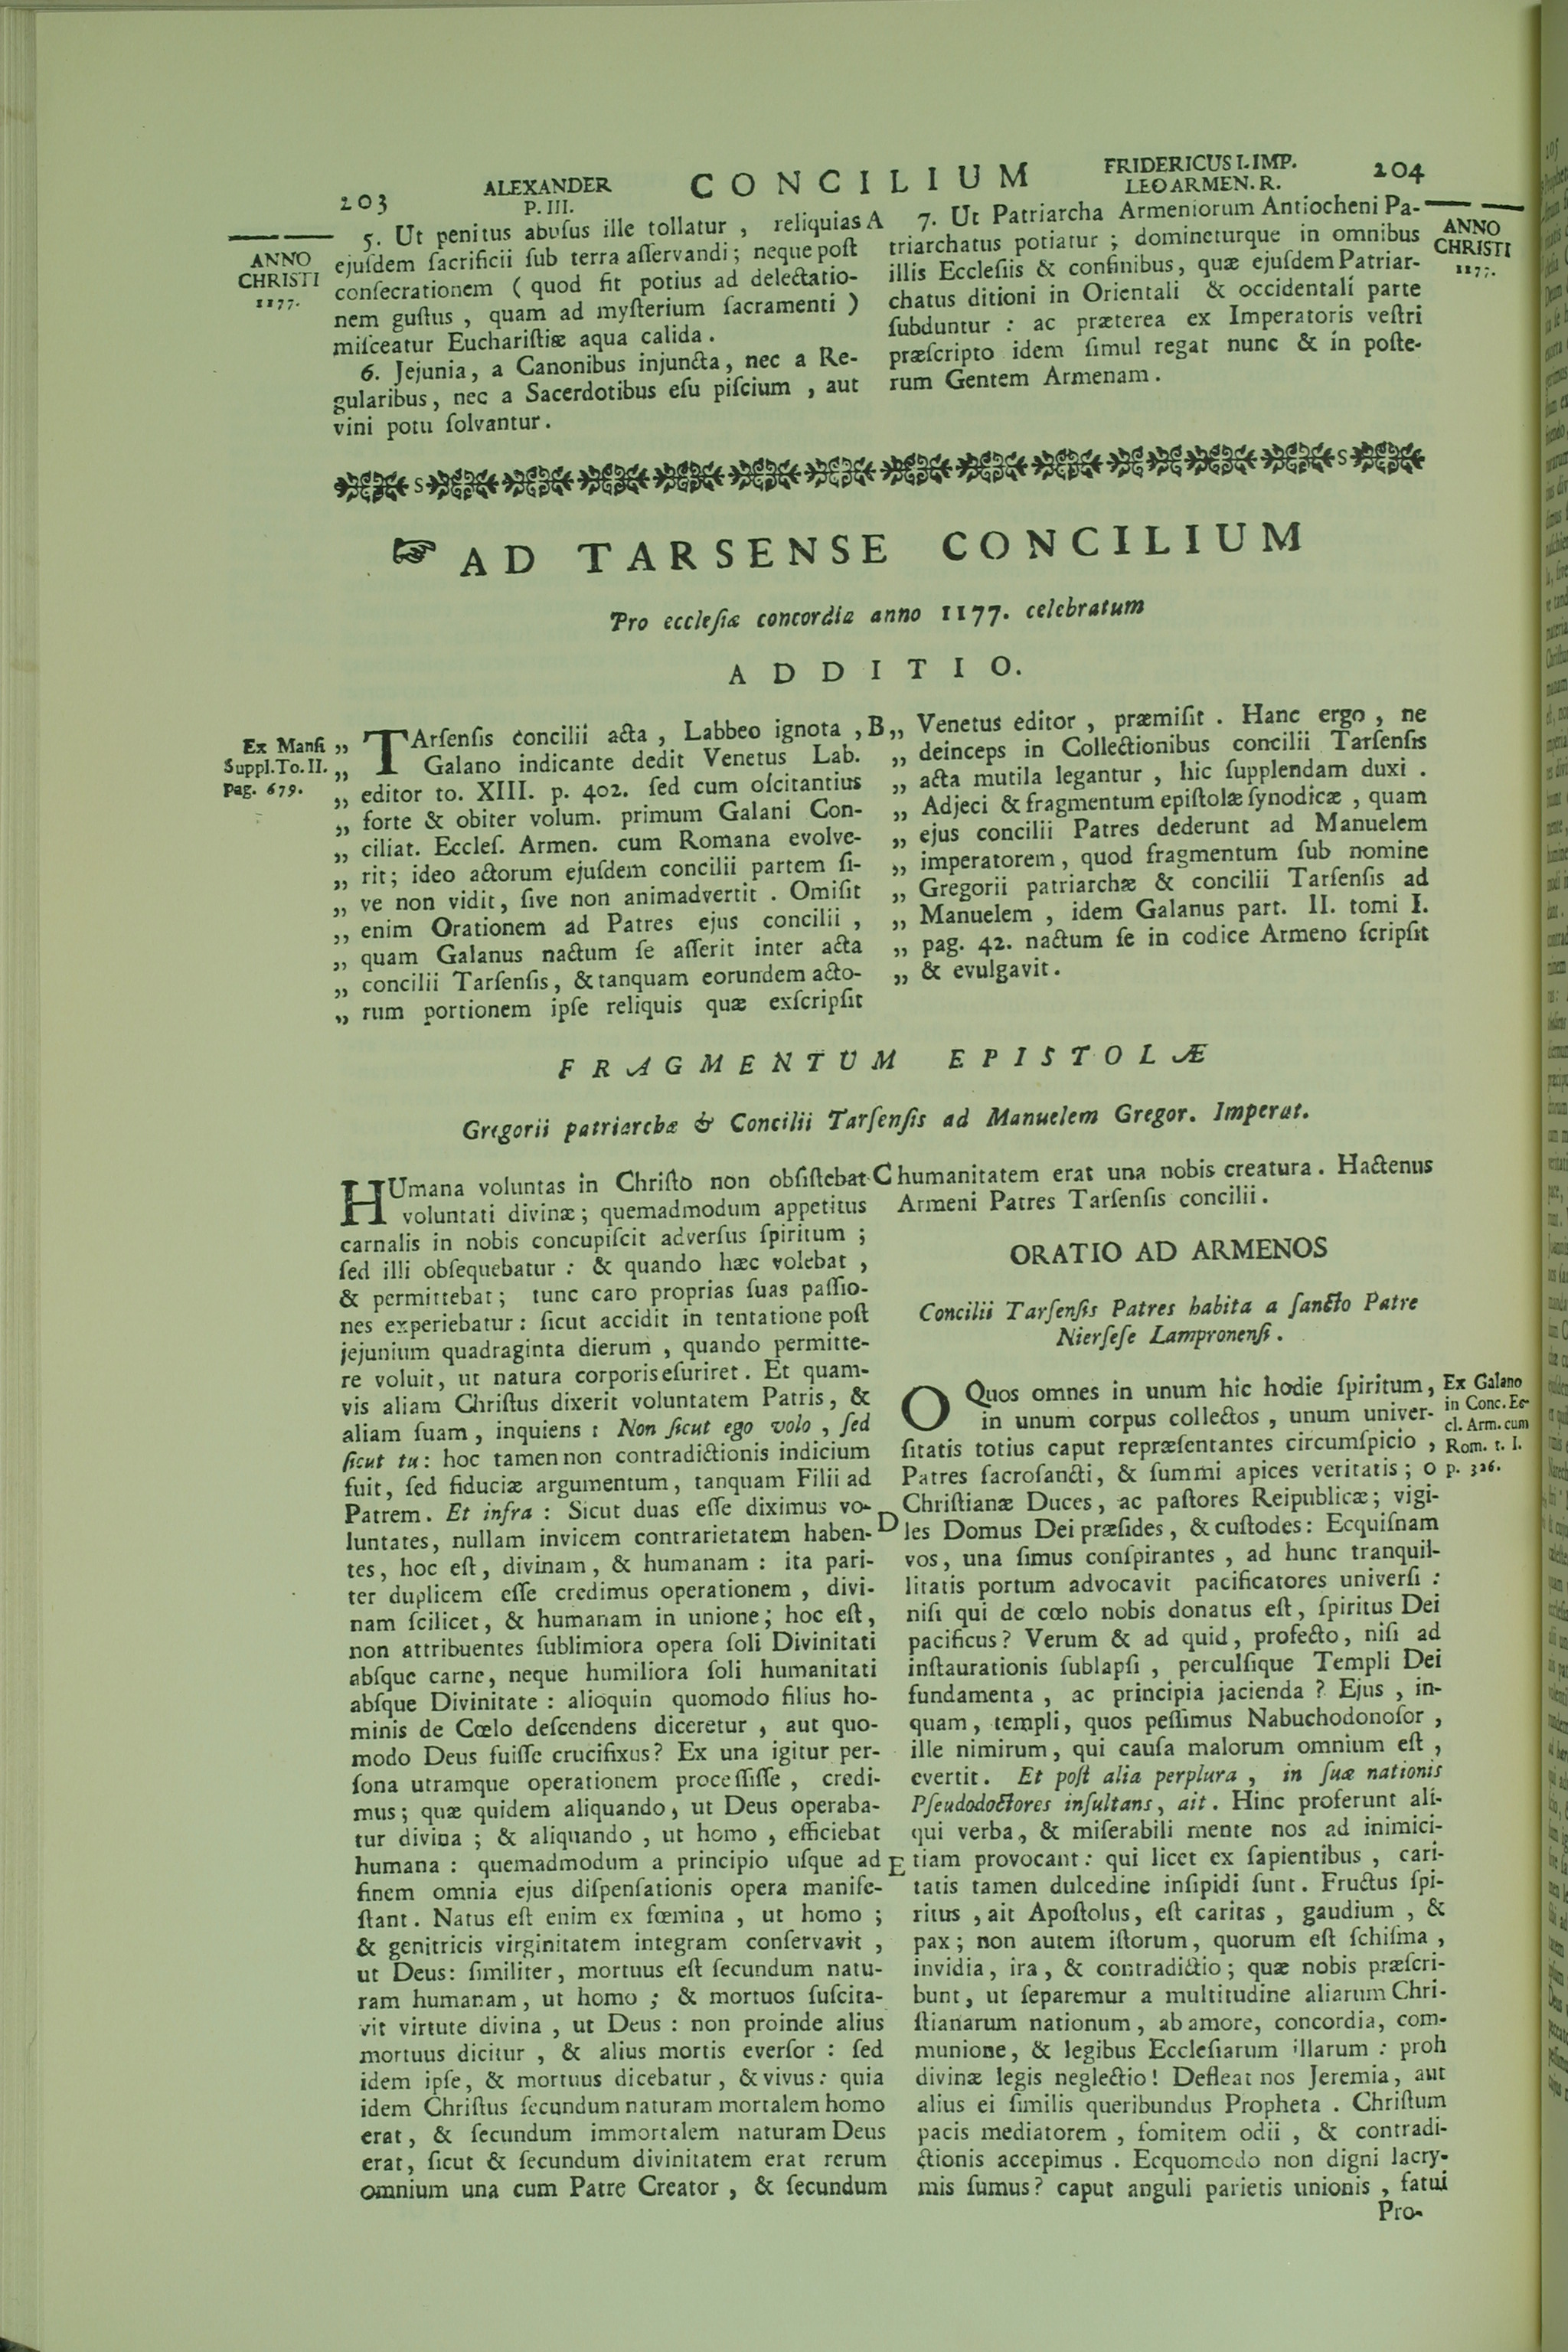 203
ALEXANDER
P. III.
CONCILIUM
FRIDERICUS I. IMP.
LEO ARMEN. R.
204
ANNO
CHRISTI
1177.
5. Ut penitus abuſus ille tollatur , reliquias
ejuſdem ſacrificii ſub terra aſſervandi ; neque poſt
conſecrationem ( quod fit potius ad delectatio-
nem guſtus , quam ad myſterium ſacramenti )
miſceatur Euchariſtiæ aqua calida .
6. Jejunia, a Canonibus injuncta, nec a Re-
gularibus, nec a Sacerdotibus eſu piſcium , aut
vini potu ſolvantur .
A
7. Ut Patriarcha Armeniorum Antiocheni Pa-
triarchatus potiatur ; domineturque in omnibus
illis Eccleſiis & confinibus, quæ ejuſdem Patriar-
chatus ditioni in Orientali & occidentali parte
ſubduntur : ac præterea ex Imperatoris veſtri
præſcripto idem ſimul regat nunc & in poſte-
rum Gentem Armenam .
ANNO
CHRISTI
1177.
☞ AD TARSENSE CONCILIUM
Pro eccleſiæ concordia anno 1177. celebratum
ADDITIO.
Ex Manſi
Suppl. To. II.
pag. 679.
„ TArſenſis concilii acta , Labbeo ignota ,
„ Galano indicante dedit Venetus Lab.
„ editor to. XIII. p. 402. ſed cum oſcitantius
„ forte & obiter volum. primum Galani Con-
„ ciliat. Eccleſ. Armen. cum Romana evolve-
„ rit; ideo actorum ejuſdem concilii partem ſi-
„ ve non vidit, ſive non animadvertit . Omiſit
„ enim Orationem ad Patres ejus concilii ,
„ quam Galanus nactum ſe aſſerit inter acta
„ concilii Tarſenſis, & tanquam eorundem acto-
„ rum portionem ipſe reliquis quæ exſcripſit
B
„ Venetus editor , præmiſit . Hanc ergo , ne
„ deinceps in Collectionibus concilii Tarſenſis
„ acta mutila legantur , hic ſupplendam duxi .
„ Adjeci & fragmentum epiſtolæ ſynodicæ , quam
„ ejus concilii Patres dederunt ad Manuelem
„ imperatorem, quod fragmentum ſub nomine
„ Gregorii patriarchæ & concilii Tarſenſis ad
„ Manuelem , idem Galanus part. II. tomi I.
„ pag. 42. nactum ſe in codice Armeno ſcripſit
„ & evulgavit .
FRAGMENTUM EPISTOLÆ
Gregorii patriarchæ & Concilii Tarſenſis ad Manuelem Gregor. Imperat.
HUmana voluntas in Chriſto non obſiſtebat
voluntati divinæ; quemadmodum appetitus
carnalis in nobis concupiſcit adverſus ſpiritum ;
ſed illi obſequebatur : & quando hæc volebat ,
& permittebat ; tunc caro proprias ſuas paſſio-
nes experiebatur : ſicut accidit in tentatione poſt
jejunium quadraginta dierum , quando permitte-
re voluit, ut natura corporis eſuriret . Et quam-
vis aliam Chriſtus dixerit voluntatem Patris, &
aliam ſuam , inquiens : Non ſicut ego volo , ſed
ſicut tu : hoc tamen non contradictionis indicium
fuit, ſed fiduciæ argumentum, tanquam Filii ad
Patrem. Et infra : Sicut duas eſſe diximus vo-
luntates, nullam invicem contrarietatem haben-
tes, hoc eſt, divinam, & humanam : ita pari-
ter duplicem eſſe credimus operationem , divi-
nam ſcilicet, & humanam in unione; hoc eſt,
non attribuentes ſublimiora opera ſoli Divinitati
abſque carne, neque humiliora ſoli humanitati
abſque Divinitate : alioquin quomodo filius ho-
minis de Cœlo deſcendens diceretur , aut quo-
modo Deus fuiſſe crucifixus? Ex una igitur per-
ſona utramque operationem proceſſiſſe , credi-
mus; quæ quidem aliquando, ut Deus operaba-
tur divina ; & aliquando , ut homo , efficiebat
humana : quemadmodum a principio uſque ad
finem omnia ejus diſpenſationis opera manife-
ſtant . Natus eſt enim ex fœmina , ut homo ;
& genitricis virginitatem integram conſervavit ,
ut Deus: ſimiliter, mortuus eſt ſecundum natu-
ram humanam, ut homo ; & mortuos ſuſcita-
vit virtute divina , ut Deus : non proinde alius
mortuus dicitur , & alius mortis everſor : ſed
idem ipſe, & mortuus dicebatur, & vivus : quia
idem Chriſtus ſecundum naturam mortalem homo
erat, & ſecundum immortalem naturam Deus
erat, ſicut & ſecundum divinitatem erat rerum
omnium una cum Patre Creator , & ſecundum
C
humanitatem erat una nobis creatura . Hactenus
Armeni Patres Tarſenſis concilii .
ORATIO AD ARMENOS
Concilii Tarſenſis Patres habita a ſancto Patre
Nierſeſe Lampronenſi .
O Quos omnes in unum hic hodie ſpiritum ,
in unum corpus collectos , unum univer-
ſitatis totius caput repræſentantes circumſpicio ,
Patres ſacroſancti, & ſummi apices veritatis ; o
Chriſtianæ Duces, ac paſtores Reipublicæ; vigi-
D
les Domus Dei præſides, & cuſtodes : Ecquiſnam
vos, una ſimus conſpirantes , ad hunc tranquil-
litatis portum advocavit pacificatores univerſi :
niſi qui de cœlo nobis donatus eſt, ſpiritus Dei
pacificus? Verum & ad quid, profecto, niſi ad
inſtaurationis ſublapſi , perculſique Templi Dei
fundamenta , ac principia jacienda ? Ejus , in-
quam, templi, quos peſſimus Nabuchodonoſor ,
ille nimirum, qui cauſa malorum omnium eſt ,
evertit. Et poſt alia perplura , in ſuæ nationis
Pſeudodoctores inſultans, ait . Hinc proferunt ali-
qui verba, & miſerabili mente nos ad inimici-
E
tiam provocant : qui licet ex ſapientibus , cari-
tatis tamen dulcedine inſipidi ſunt. Fructus ſpi-
ritus , ait Apoſtolus, eſt caritas , gaudium , &
pax; non autem iſtorum, quorum eſt ſchiſma ,
invidia, ira, & contradictio; quæ nobis præſcri-
bunt, ut ſeparemur a multitudine aliarum Chri-
ſtianarum nationum, ab amore, concordia, com-
munione, & legibus Eccleſiarum illarum : proh
divinæ legis neglectio! Defleat nos Jeremia, aut
alius ei ſimilis queribundus Propheta . Chriſtum
pacis mediatorem , fomitem odii , & contradi-
ctionis accepimus . Ecquomodo non digni lacry-
mis ſumus? caput anguli parietis unionis , fatui
Ex Galano
in Conc. Ec-
cl. Arm. cum
Rom. t. I.
p. 326.
Pro-